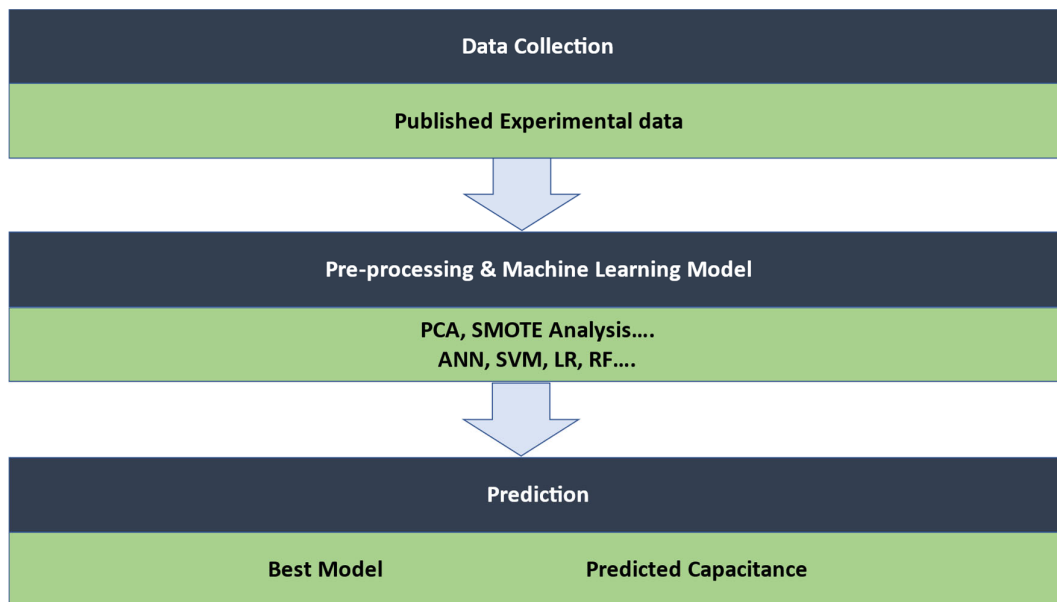 Data Collection
Published Experimental data
Pre-processing & Machine Learning Model
PCA, SMOTE Analysis....
ANN, SVM, LR, RF....
Prediction
Best Model Predicted Capacitance